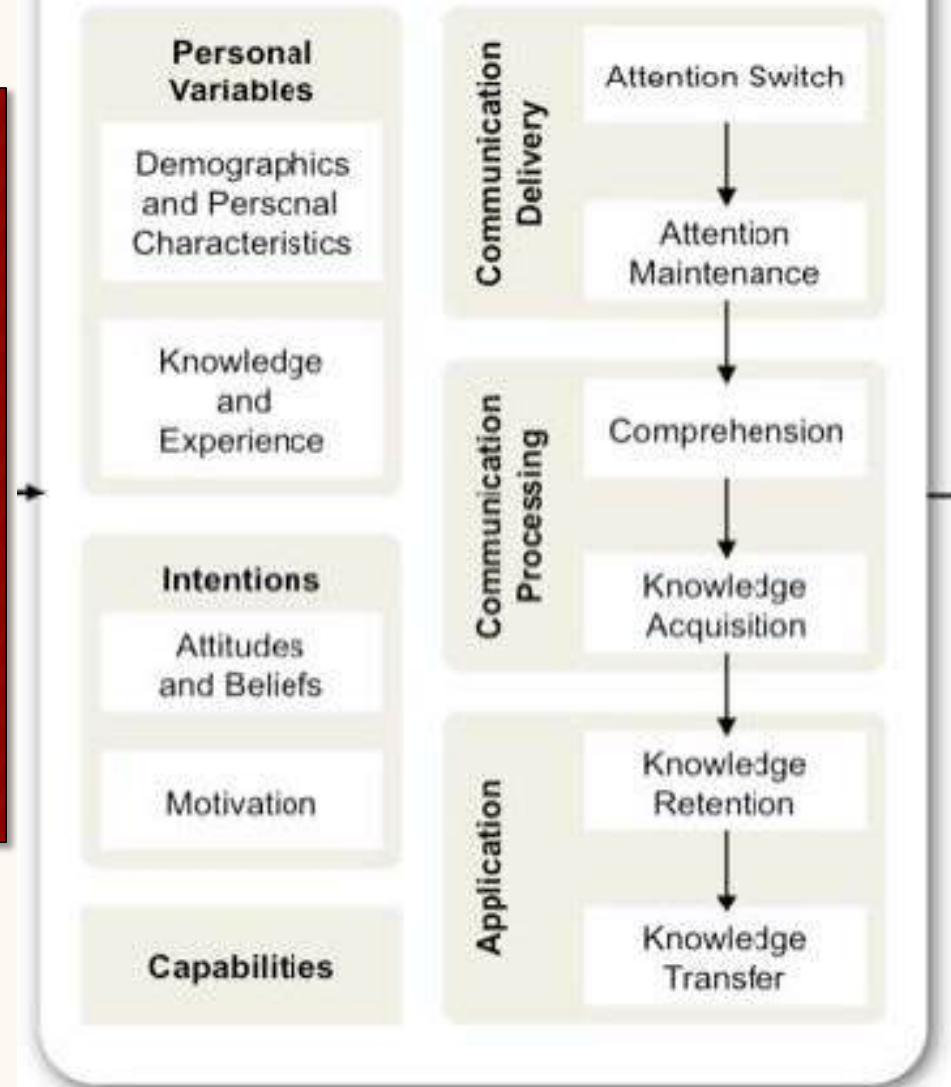 Personal
Variables
Demographics
and Personal
Characteristics
Knowledge
and
Experience
Intentions
Attitudes
and Beliefs
Motivation
Capabilities
Communication
Delivery
Attention Switch
Attention
Maintenance
Communication
Processing
Comprehension
Knowledge
Acquisition
Application
Knowledge
Retention
Knowledge
Transfer